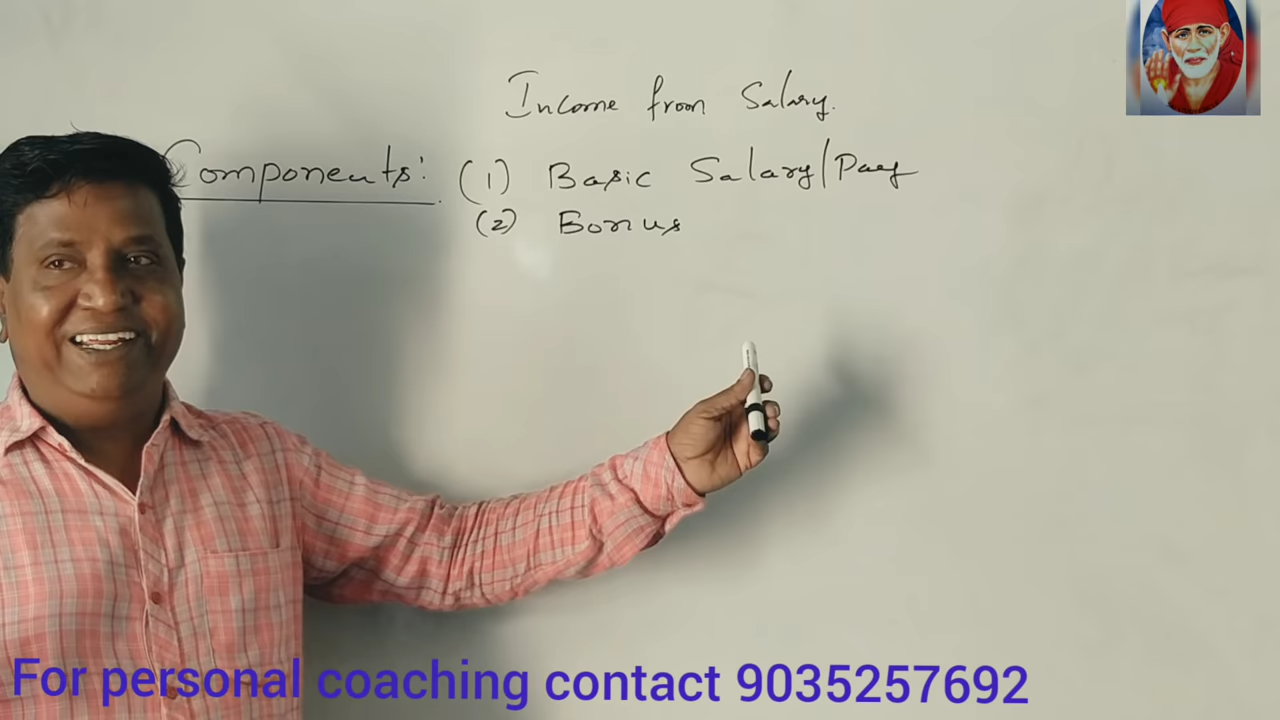 Income from Salary.
Components: (1) Basic Salary/Pay
(2) Bonus
For personal coaching contact 9035257692